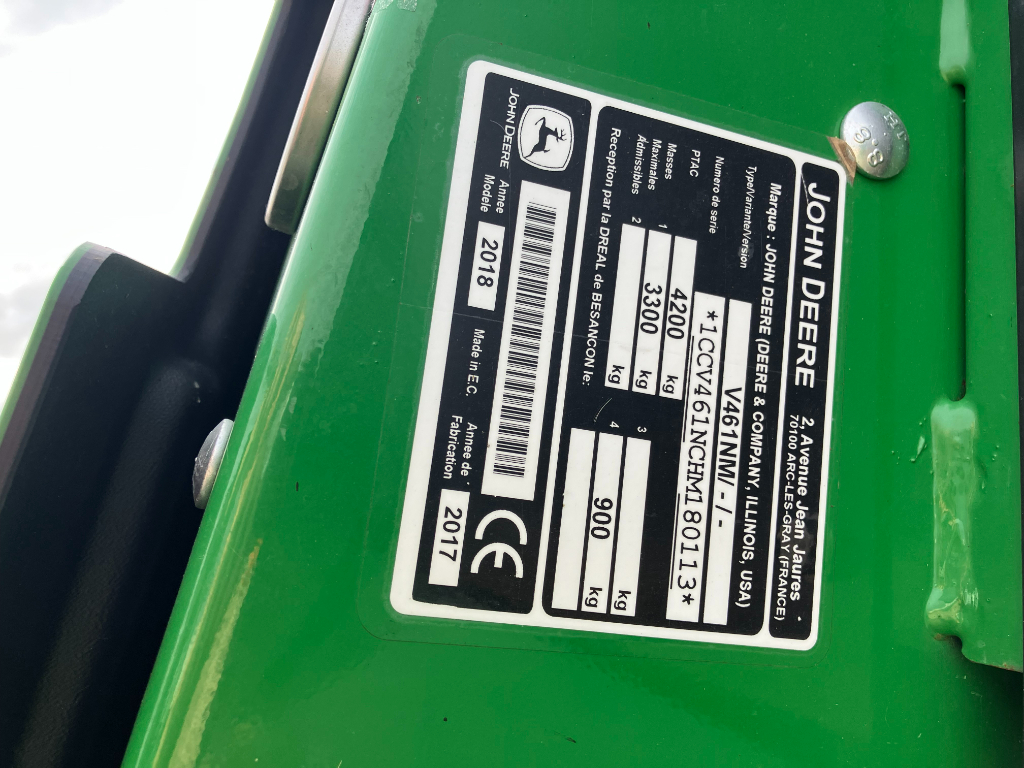 JOHN DEERE 2, Avenue Jean Jaures
70100 ARC-LES-GRAY (FRANCE)
Marque : JOHN DEERE (DEERE & COMPANY, ILLINOIS, USA)
Type/Variante/Version V461NM/-/-
Numero de serie *1CCV461NCHM180113*
PTAC 4200 kg
Masses
Maximales
Admissibles
1 3300 kg
2 kg
3 kg
4 900 kg
Reception par la DREAL de BESANCON le:
JOHN DEERE
CE
Annee
Modele 2018
Made in E.C.
Annee de
Fabrication 2017
8.8